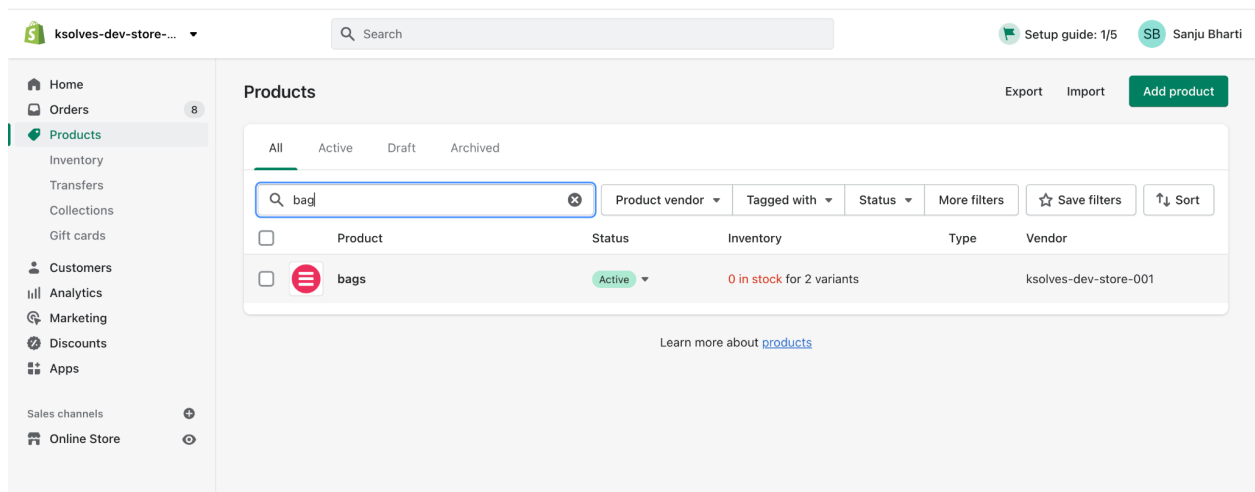 ksolves-dev-store-...
Search
Setup guide: 1/5
SB
Sanju Bharti
Home
Orders 8
Products
Inventory
Transfers
Collections
Gift cards
Customers
Analytics
Marketing
Discounts
Apps
Sales channels
Online Store
Products
Export Import Add product
All Active Draft Archived
bag Product vendor Tagged with Status More filters Save filters Sort
Product Status Inventory Type Vendor
bags Active 0 in stock for 2 variants ksolves-dev-store-001
Learn more about products